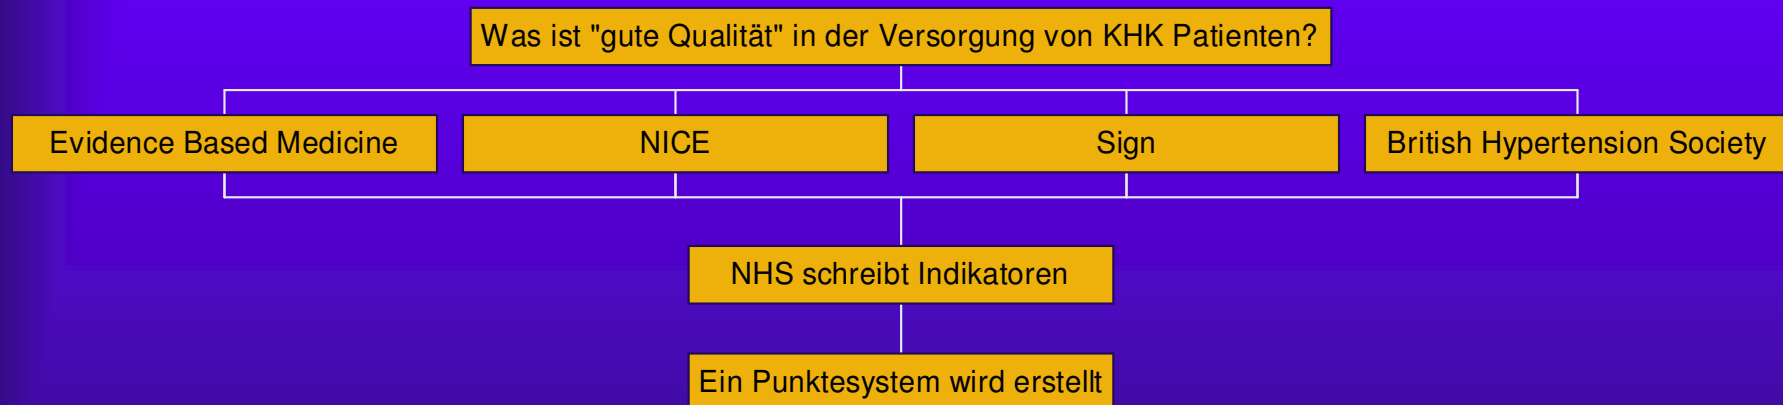 Was ist "gute Qualität" in der Versorgung von KHK Patienten?
Evidence Based Medicine
NICE
Sign
British Hypertension Society
NHS schreibt Indikatoren
Ein Punktesystem wird erstellt